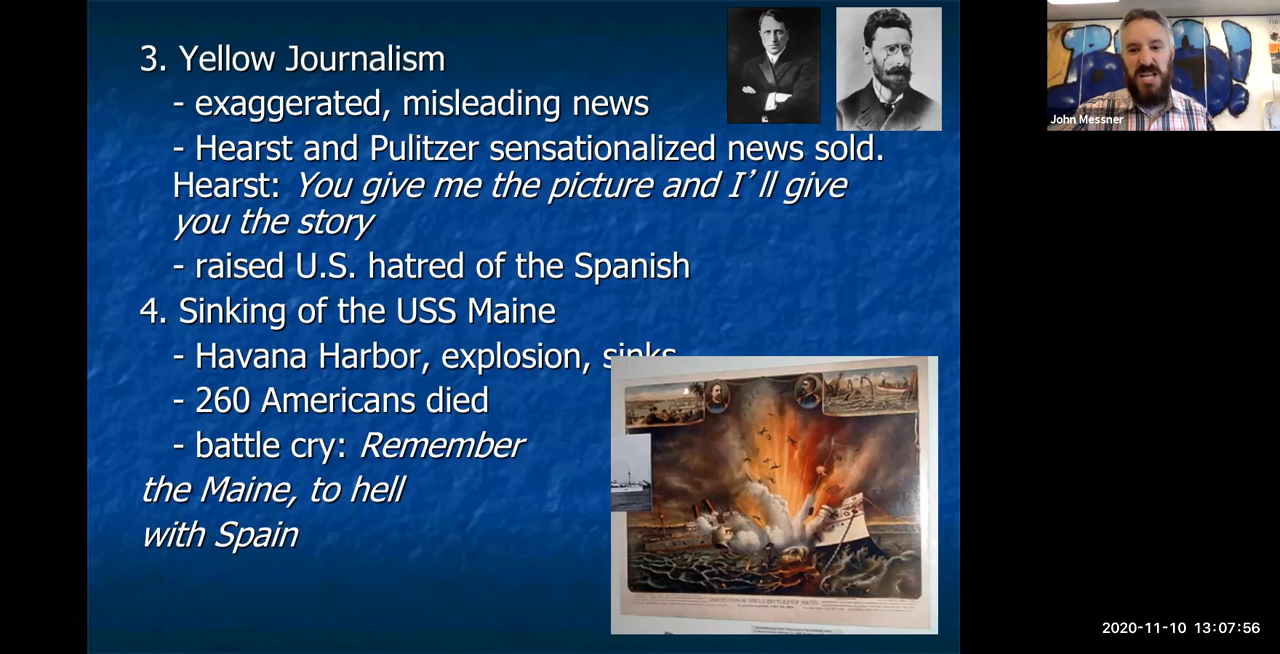 3. Yellow Journalism
- exaggerated, misleading news
- Hearst and Pulitzer sensationalized news sold.
Hearst: You give me the picture and I’ll give
you the story
- raised U.S. hatred of the Spanish
4. Sinking of the USS Maine
- Havana Harbor, explosion, sinks
- 260 Americans died
- battle cry: Remember
the Maine, to hell
with Spain
John Messner
2020-11-10 13:07:56